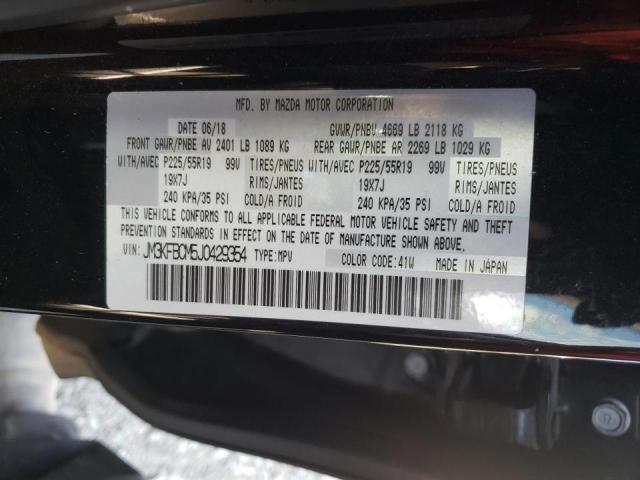 MFD. BY MAZDA MOTOR CORPORATION
DATE 06/18 GVWR/PNBV 4669 LB 2118 KG
FRONT GAWR/PNBE AV 2401 LB 1089 KG REAR GAWR/PNBE AR 2269 LB 1029 KG
WITH/AVEC P225/55R19 99V TIRES/PNEUS WITH/AVEC P225/55R19 99V TIRES/PNEUS
19X7J RIMS/JANTES 19X7J RIMS/JANTES
240 KPA/35 PSI COLD/A FROID 240 KPA/35 PSI COLD/A FROID
THIS VEHICLE CONFORMS TO ALL APPLICABLE FEDERAL MOTOR VEHICLE SAFETY AND THEFT
PREVENTION STANDARDS IN EFFECT ON THE DATE OF MANUFACTURE SHOWN ABOVE.
VIN: JM3KFBCM5J0429354 TYPE: MPV COLOR CODE: 41W MADE IN JAPAN